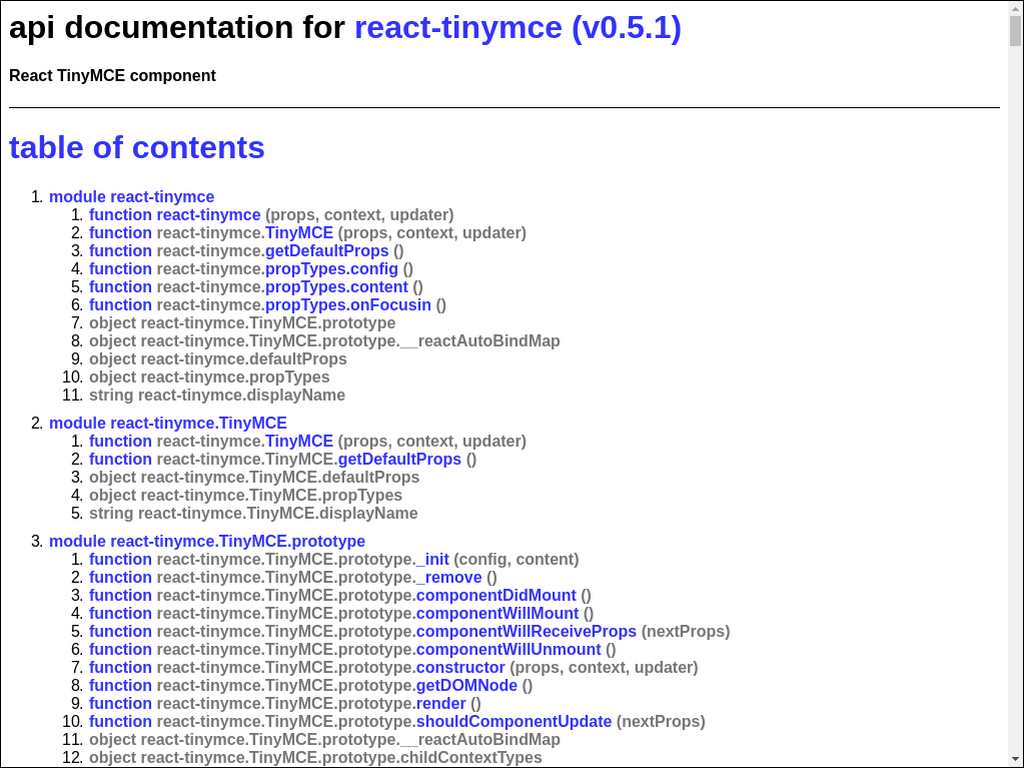 api documentation for react-tinymce (v0.5.1)
React TinyMCE component
table of contents
1. module react-tinymce
1. function react-tinymce (props, context, updater)
2. function react-tinymce.TinyMCE (props, context, updater)
3. function react-tinymce.getDefaultProps ()
4. function react-tinymce.propTypes.config ()
5. function react-tinymce.propTypes.content ()
6. function react-tinymce.propTypes.onFocusin ()
7. object react-tinymce.TinyMCE.prototype
8. object react-tinymce.TinyMCE.prototype.__reactAutoBindMap
9. object react-tinymce.defaultProps
10. object react-tinymce.propTypes
11. string react-tinymce.displayName
2. module react-tinymce.TinyMCE
1. function react-tinymce.TinyMCE (props, context, updater)
2. function react-tinymce.TinyMCE.getDefaultProps ()
3. object react-tinymce.TinyMCE.defaultProps
4. object react-tinymce.TinyMCE.propTypes
5. string react-tinymce.TinyMCE.displayName
3. module react-tinymce.TinyMCE.prototype
1. function react-tinymce.TinyMCE.prototype._init (config, content)
2. function react-tinymce.TinyMCE.prototype._remove ()
3. function react-tinymce.TinyMCE.prototype.componentDidMount ()
4. function react-tinymce.TinyMCE.prototype.componentWillMount ()
5. function react-tinymce.TinyMCE.prototype.componentWillReceiveProps (nextProps)
6. function react-tinymce.TinyMCE.prototype.componentWillUnmount ()
7. function react-tinymce.TinyMCE.prototype.constructor (props, context, updater)
8. function react-tinymce.TinyMCE.prototype.getDOMNode ()
9. function react-tinymce.TinyMCE.prototype.render ()
10. function react-tinymce.TinyMCE.prototype.shouldComponentUpdate (nextProps)
11. object react-tinymce.TinyMCE.prototype.__reactAutoBindMap
12. object react-tinymce.TinyMCE.prototype.childContextTypes